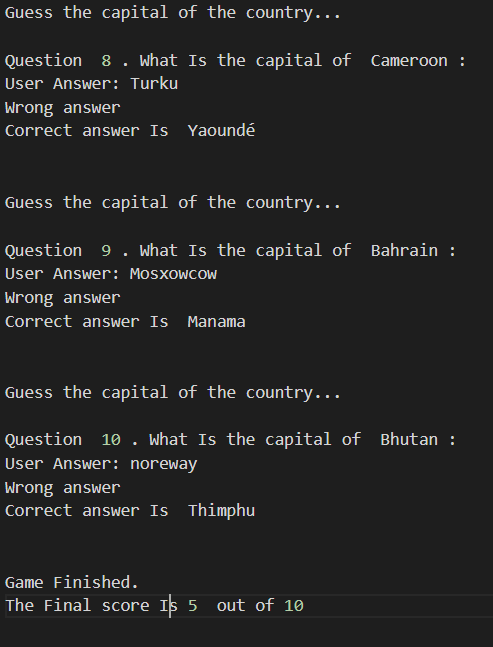 Guess the capital of the country...
Question  8 . What Is the capital of  Cameroon :
User Answer: Turku
Wrong answer
Correct answer Is  Yaoundé
Guess the capital of the country...
Question  9 . What Is the capital of  Bahrain :
User Answer: Mosxowcow
Wrong answer
Correct answer Is  Manama
Guess the capital of the country...
Question  10 . What Is the capital of  Bhutan :
User Answer: noreway
Wrong answer
Correct answer Is  Thimphu
Game Finished.
The Final score Is 5  out of 10